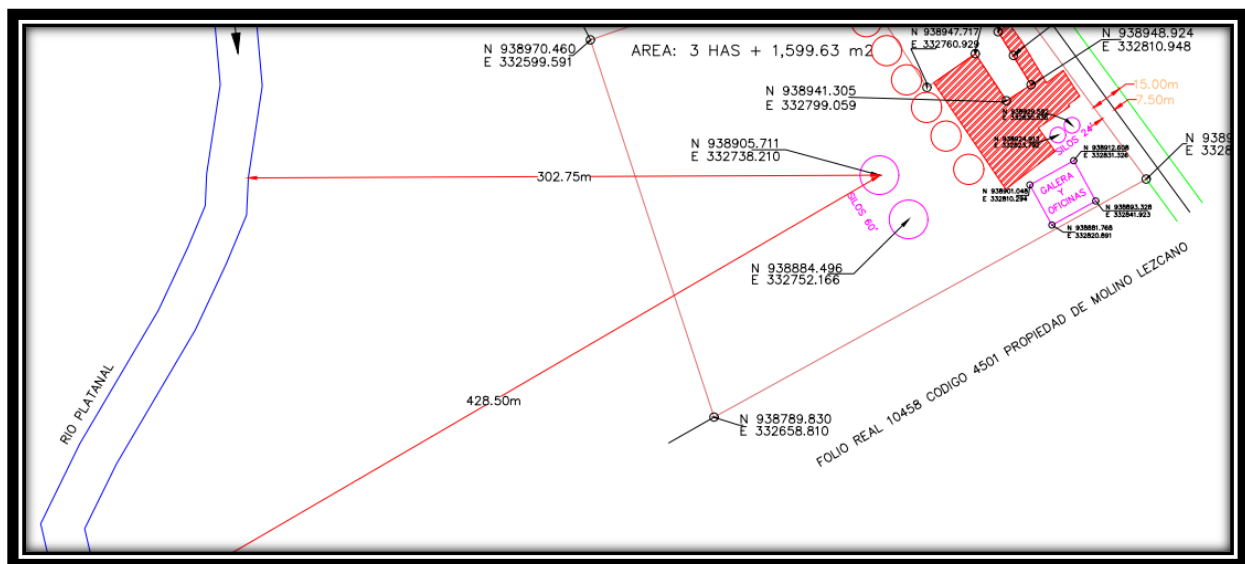 N 938947.717
E 332760.929
N 938948.924
E 332810.948
N 938970.460
E 332599.591
AREA: 3 HAS + 1,599.63 m2
15.00m
7.50m
N 938941.305
E 332799.059
SILOS 24'
N 938905.711
E 332738.210
N 938912.608
E 332831.326
302.75m
N 938901.048
E 332810.294
GALERA
Y
OFICINAS
SILOS 60'
N 938893.328
E 332841.923
N 938881.768
E 332820.891
N 938884.496
E 332752.166
RIO PLATANAL
428.50m
N 938789.830
E 332658.810
FOLIO REAL 10458 CODIGO 4501 PROPIEDAD DE MOLINO LEZCANO